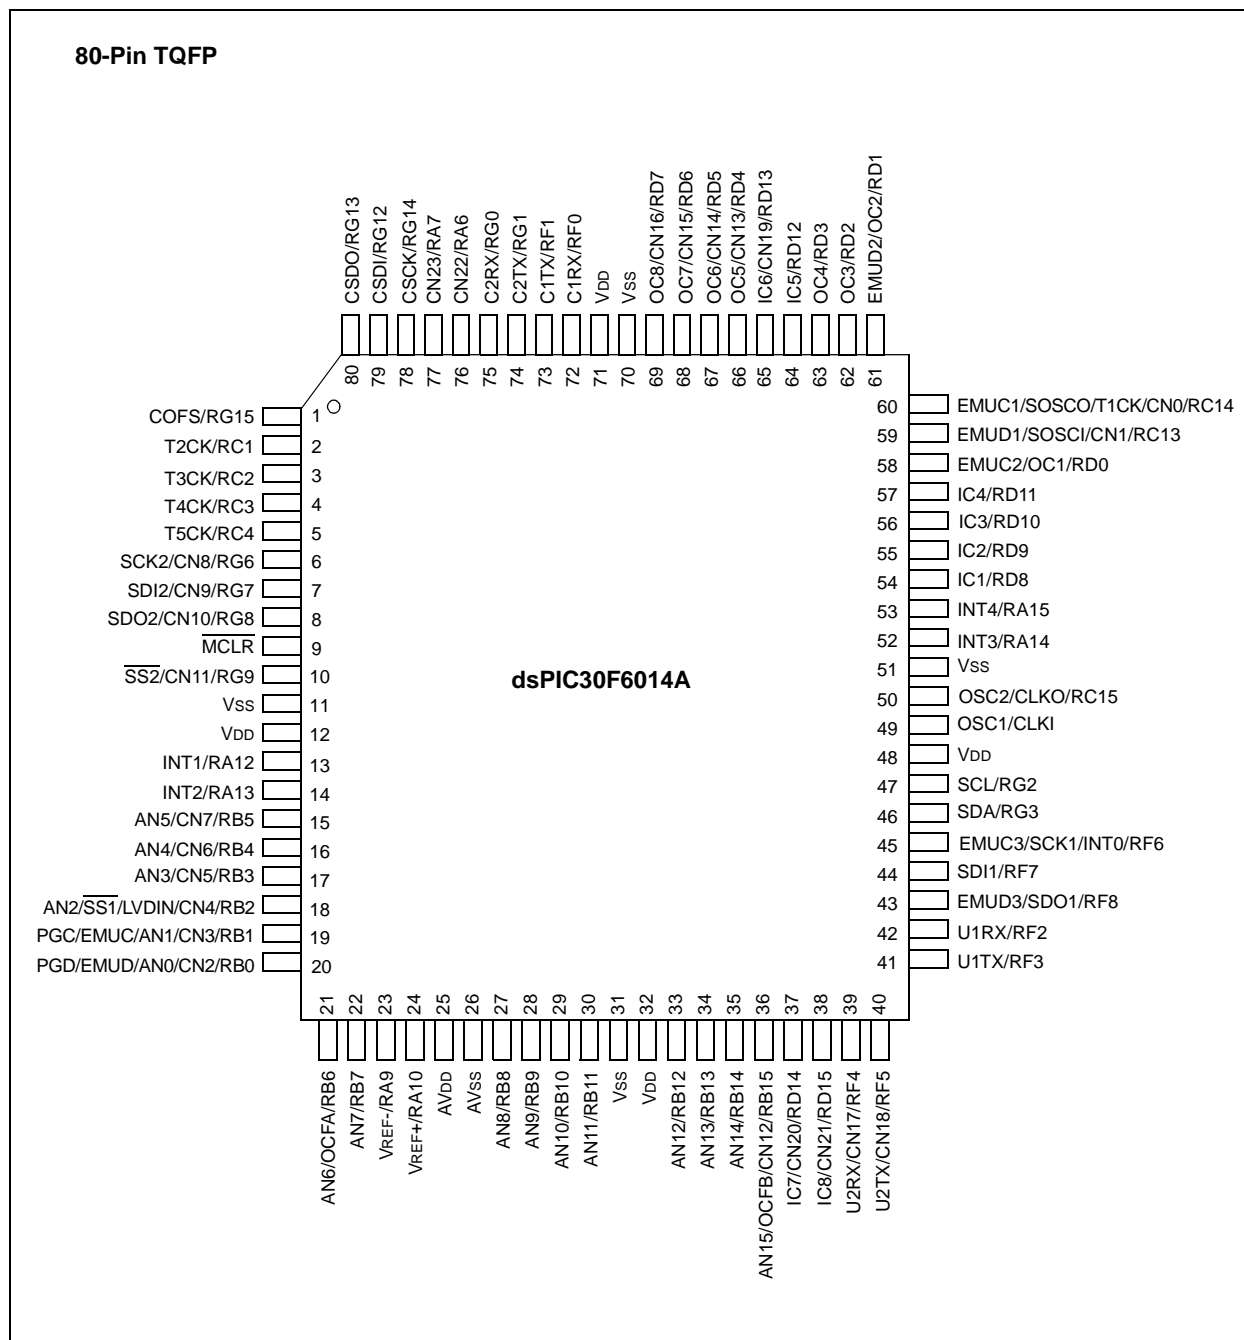 80-Pin TQFP
CSDO/RG13
CSDI/RG12
CSCK/RG14
CN23/RA7
CN22/RA6
C2RX/RG0
C2TX/RG1
C1TX/RF1
C1RX/RF0
VDD
VSS
OC8/CN16/RD7
OC7/CN15/RD6
OC6/CN14/RD5
OC5/CN13/RD4
IC6/CN19/RD13
IC5/RD12
OC4/RD3
OC3/RD2
EMUD2/OC2/RD1
80
79
78
77
76
75
74
73
72
71
70
69
68
67
66
65
64
63
62
61
COFS/RG15 1
T2CK/RC1 2
T3CK/RC2 3
T4CK/RC3 4
T5CK/RC4 5
SCK2/CN8/RG6 6
SDI2/CN9/RG7 7
SDO2/CN10/RG8 8
MCLR 9
SS2/CN11/RG9 10
VSS 11
VDD 12
INT1/RA12 13
INT2/RA13 14
AN5/CN7/RB5 15
AN4/CN6/RB4 16
AN3/CN5/RB3 17
AN2/SS1/LVDIN/CN4/RB2 18
PGC/EMUC/AN1/CN3/RB1 19
PGD/EMUD/AN0/CN2/RB0 20
dsPIC30F6014A
60 EMUC1/SOSCO/T1CK/CN0/RC14
59 EMUD1/SOSCI/CN1/RC13
58 EMUC2/OC1/RD0
57 IC4/RD11
56 IC3/RD10
55 IC2/RD9
54 IC1/RD8
53 INT4/RA15
52 INT3/RA14
51 VSS
50 OSC2/CLKO/RC15
49 OSC1/CLKI
48 VDD
47 SCL/RG2
46 SDA/RG3
45 EMUC3/SCK1/INT0/RF6
44 SDI1/RF7
43 EMUD3/SDO1/RF8
42 U1RX/RF2
41 U1TX/RF3
21
22
23
24
25
26
27
28
29
30
31
32
33
34
35
36
37
38
39
40
AN6/OCFA/RB6
AN7/RB7
VREF-/RA9
VREF+/RA10
AVDD
AVSS
AN8/RB8
AN9/RB9
AN10/RB10
AN11/RB11
VSS
VDD
AN12/RB12
AN13/RB13
AN14/RB14
AN15/OCFB/CN12/RB15
IC7/CN20/RD14
IC8/CN21/RD15
U2RX/CN17/RF4
U2TX/CN18/RF5